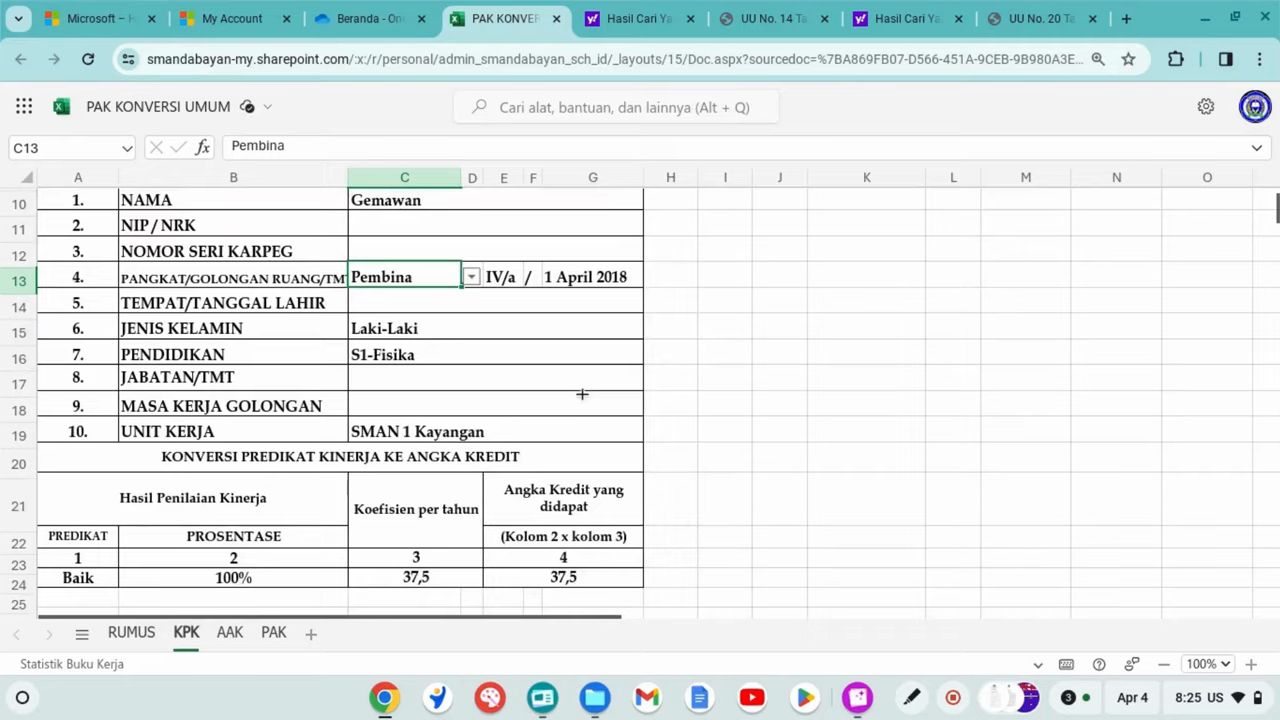 Microsoft – H
My Account
Beranda - On
PAK KONVER
Hasil Cari Ya
UU No. 14 Ta
Hasil Cari Ya
UU No. 20 Ta
smandabayan-my.sharepoint.com/:x:/r/personal/admin_smandabayan_sch_id/_layouts/15/Doc.aspx?sourcedoc=%7BA869FB07-D566-451A-9CEB-9B980A3E...
PAK KONVERSI UMUM
Cari alat, bantuan, dan lainnya (Alt + Q)
C13
fx
Pembina
A B C D E F G H I J K L M N O
10 1. NAMA Gemawan
11 2. NIP / NRK
12 3. NOMOR SERI KARPEG
13 4. PANGKAT/GOLONGAN RUANG/TMT Pembina IV/a / 1 April 2018
14 5. TEMPAT/TANGGAL LAHIR
15 6. JENIS KELAMIN Laki-Laki
16 7. PENDIDIKAN S1-Fisika
17 8. JABATAN/TMT
18 9. MASA KERJA GOLONGAN
19 10. UNIT KERJA SMAN 1 Kayangan
20 KONVERSI PREDIKAT KINERJA KE ANGKA KREDIT
21 Hasil Penilaian Kinerja Koefisien per tahun Angka Kredit yang
didapat
22 PREDIKAT PROSENTASE (Kolom 2 x kolom 3)
23 1 2 3 4
24 Baik 100% 37,5 37,5
25
RUMUS KPK AAK PAK
Statistik Buku Kerja
100%
3
Apr 4
8:25 US